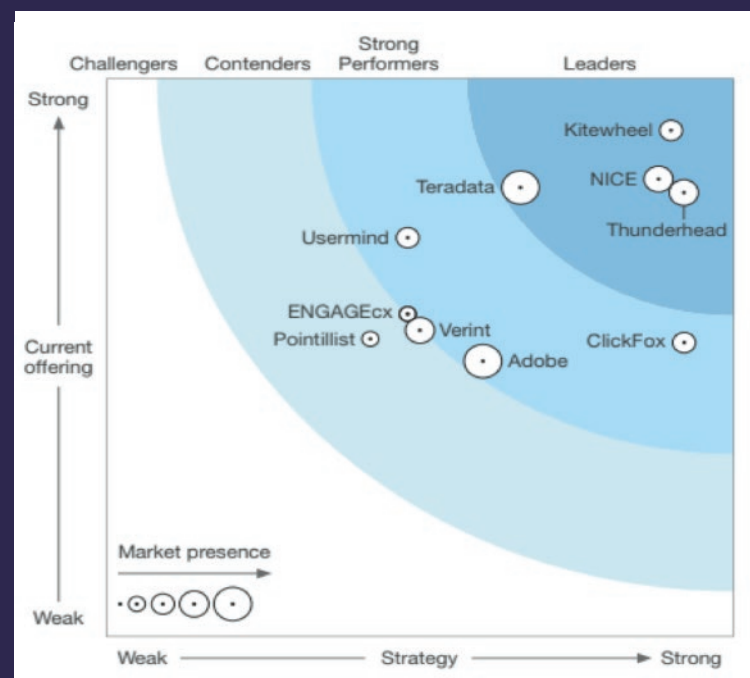 Strong
Challengers Contenders Performers Leaders
Strong
Kitewheel
NICE
Teradata
Thunderhead
Usermind
ENGAGEcx
Verint
Pointillist
ClickFox
Current
offering
Adobe
Market presence
Weak
Weak Strategy Strong